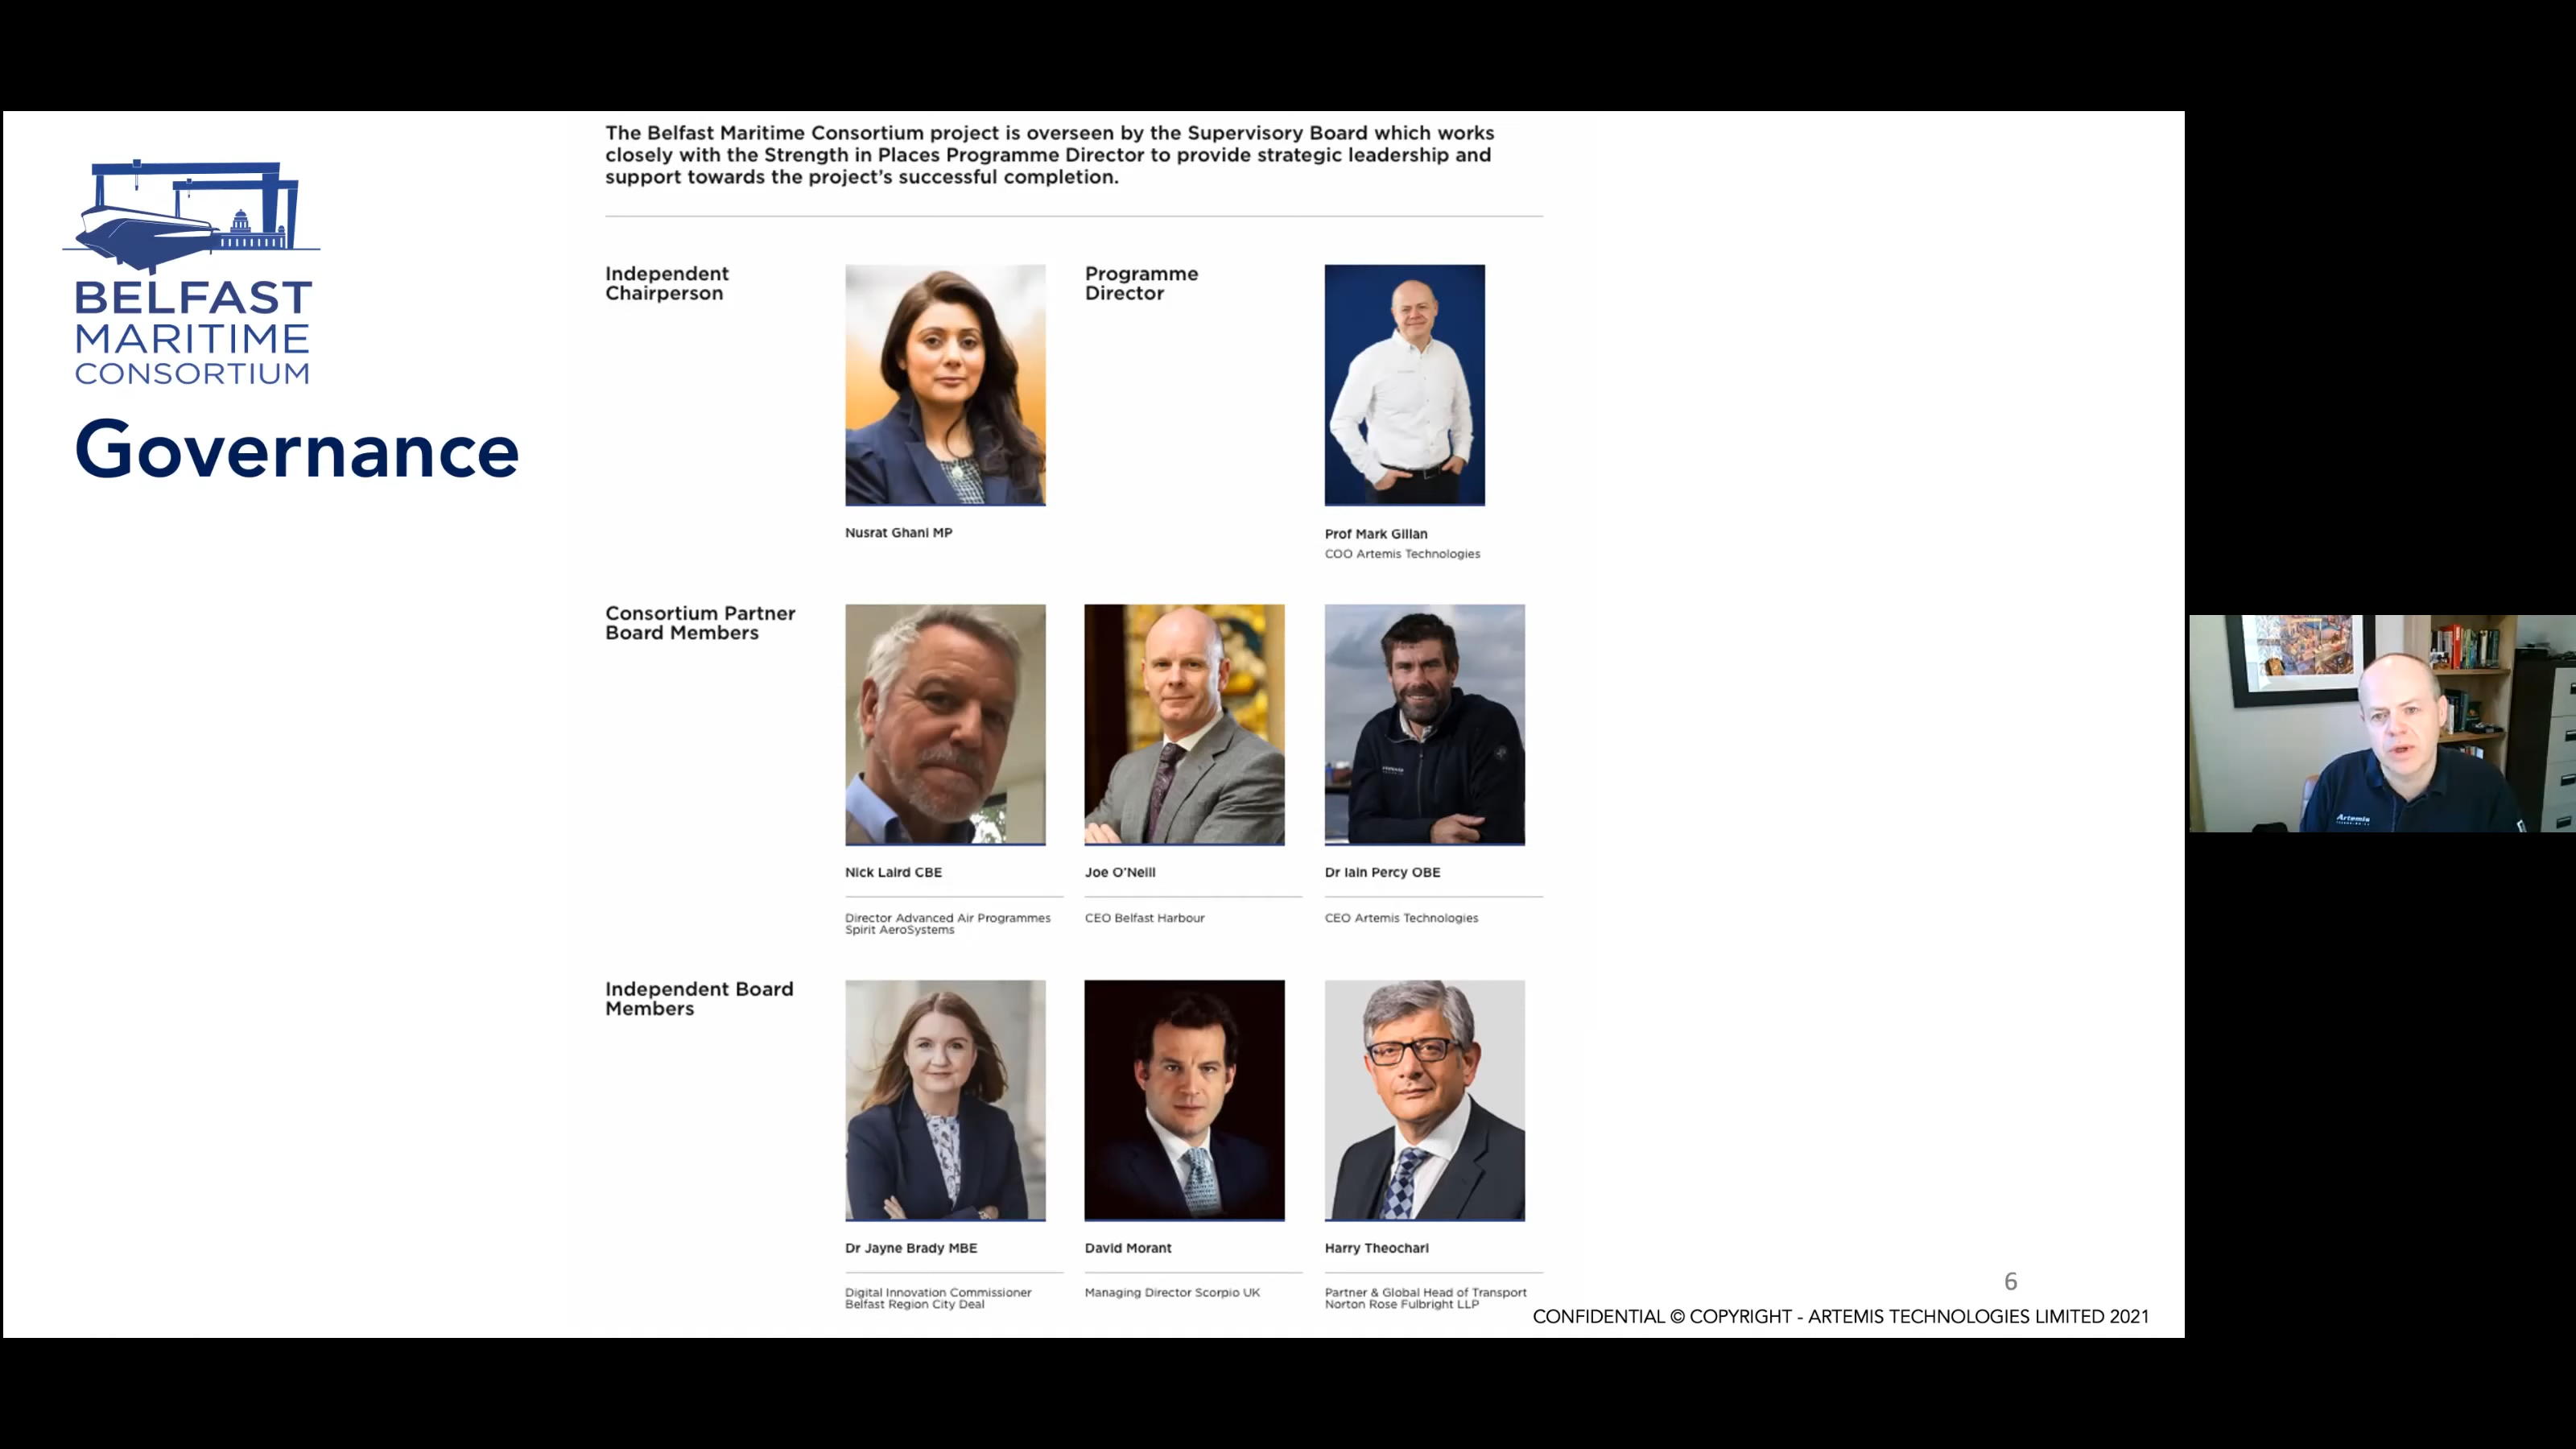 BELFAST
MARITIME
CONSORTIUM
Governance
The Belfast Maritime Consortium project is overseen by the Supervisory Board which works
closely with the Strength in Places Programme Director to provide strategic leadership and
support towards the project's successful completion.
Independent
Chairperson
Nusrat Ghani MP
Programme
Director
Prof Mark Gillan
COO Artemis Technologies
Consortium Partner
Board Members
Nick Laird CBE
Director Advanced Air Programmes
Spirit AeroSystems
Joe O'Neill
CEO Belfast Harbour
Dr Iain Percy OBE
CEO Artemis Technologies
Independent Board
Members
Dr Jayne Brady MBE
Digital Innovation Commissioner
Belfast Region City Deal
David Morant
Managing Director Scorpio UK
Harry Theochari
Partner & Global Head of Transport
Norton Rose Fulbright LLP
6
CONFIDENTIAL © COPYRIGHT - ARTEMIS TECHNOLOGIES LIMITED 2021
Artemis